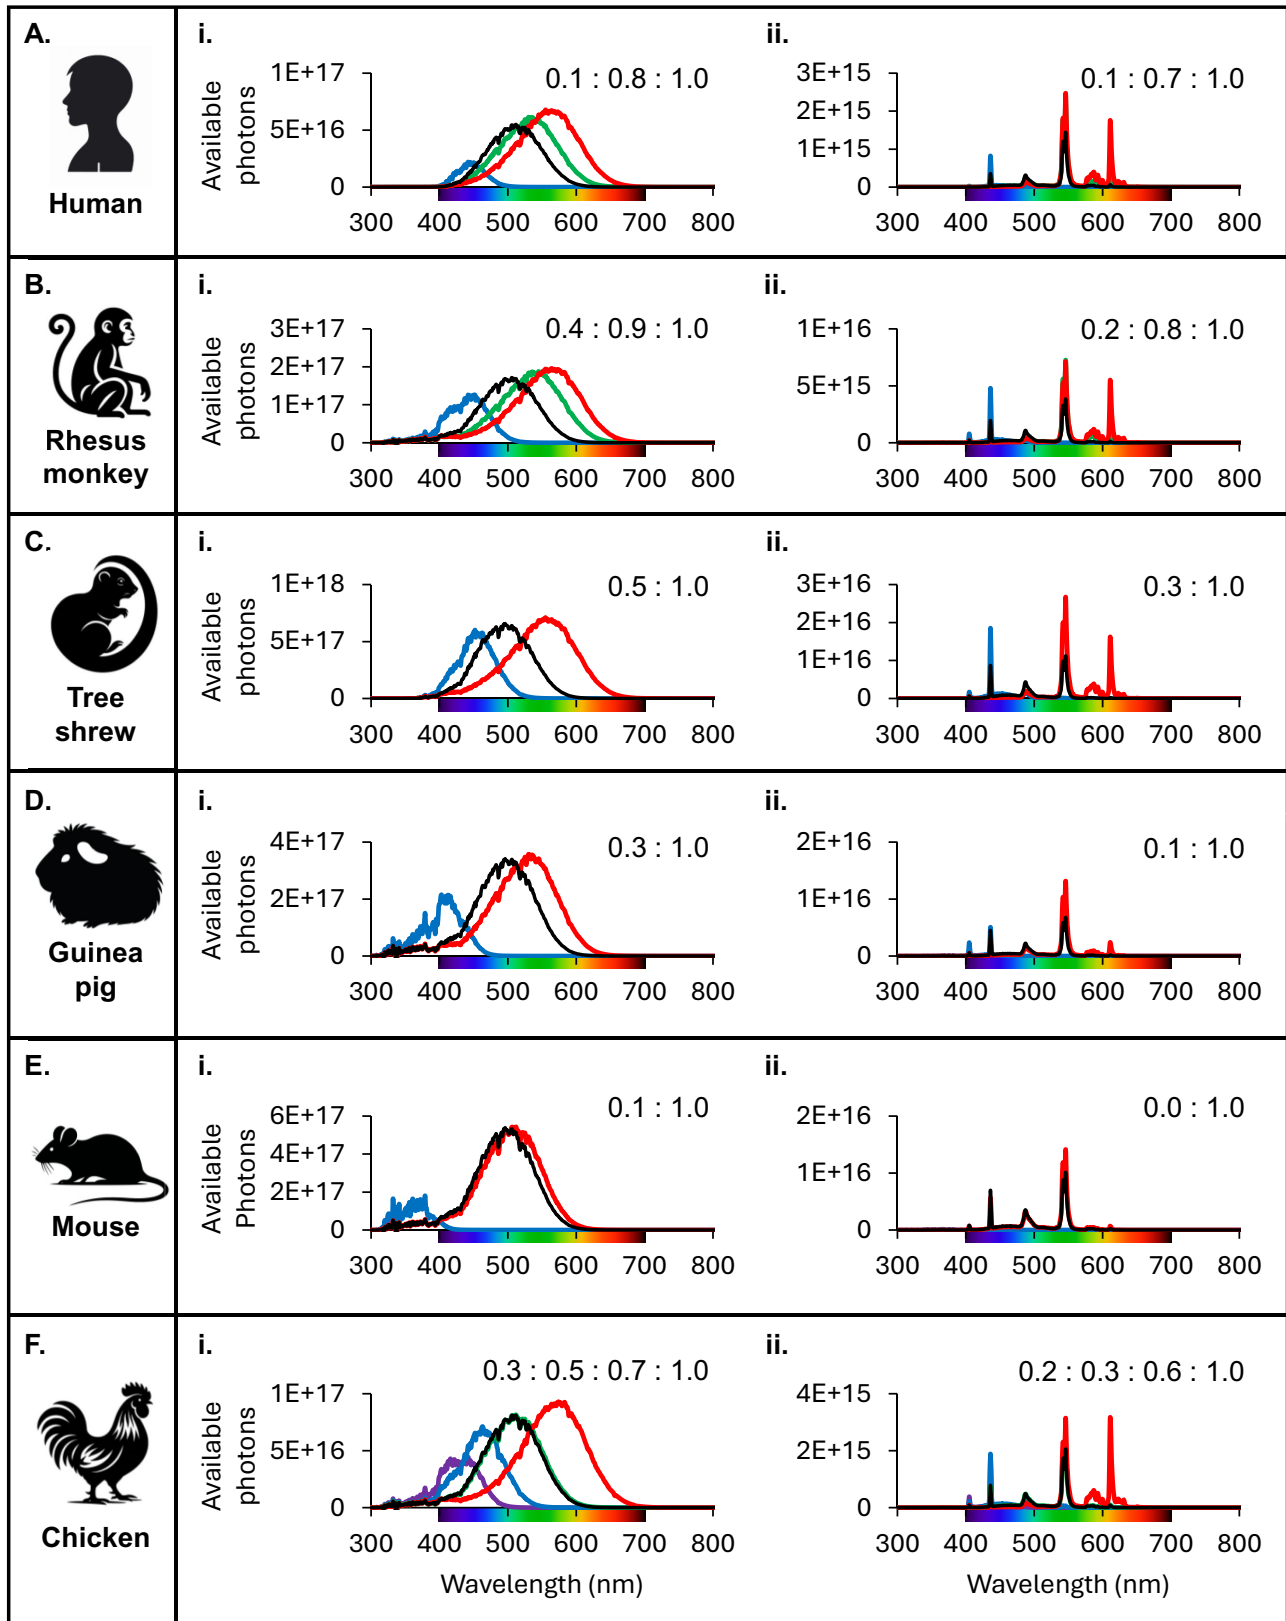 A.
Human
i.
0.1 : 0.8 : 1.0
Available
photons
1E+17
5E+16
0
300 400 500 600 700 800
ii.
0.1 : 0.7 : 1.0
3E+15
2E+15
1E+15
0
300 400 500 600 700 800
B.
Rhesus
monkey
i.
0.4 : 0.9 : 1.0
Available
photons
3E+17
2E+17
1E+17
0
300 400 500 600 700 800
ii.
0.2 : 0.8 : 1.0
1E+16
5E+15
0
300 400 500 600 700 800
C.
Tree
shrew
i.
0.5 : 1.0
Available
photons
1E+18
5E+17
0
300 400 500 600 700 800
ii.
0.3 : 1.0
3E+16
2E+16
1E+16
0
300 400 500 600 700 800
D.
Guinea
pig
i.
0.3 : 1.0
Available
photons
4E+17
2E+17
0
300 400 500 600 700 800
ii.
0.1 : 1.0
2E+16
1E+16
0
300 400 500 600 700 800
E.
Mouse
i.
0.1 : 1.0
Available
Photons
6E+17
4E+17
2E+17
0
300 400 500 600 700 800
ii.
0.0 : 1.0
2E+16
1E+16
0
300 400 500 600 700 800
F.
Chicken
i.
0.3 : 0.5 : 0.7 : 1.0
Available
photons
1E+17
5E+16
0
300 400 500 600 700 800
Wavelength (nm)
ii.
0.2 : 0.3 : 0.6 : 1.0
4E+15
2E+15
0
300 400 500 600 700 800
Wavelength (nm)